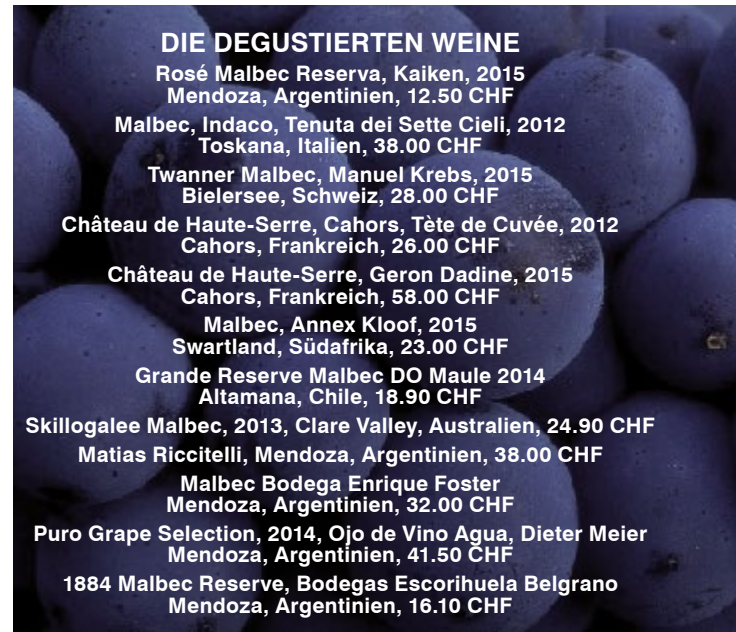 DIE DEGUSTIERTEN WEINE
Rosé Malbec Reserva, Kaiken, 2015
Mendoza, Argentinien, 12.50 CHF
Malbec, Indaco, Tenuta dei Sette Cieli, 2012
Toskana, Italien, 38.00 CHF
Twanner Malbec, Manuel Krebs, 2015
Bielersee, Schweiz, 28.00 CHF
Château de Haute-Serre, Cahors, Tète de Cuvée, 2012
Cahors, Frankreich, 26.00 CHF
Château de Haute-Serre, Geron Dadine, 2015
Cahors, Frankreich, 58.00 CHF
Malbec, Annex Kloof, 2015
Swartland, Südafrika, 23.00 CHF
Grande Reserve Malbec DO Maule 2014
Altamana, Chile, 18.90 CHF
Skillogalee Malbec, 2013, Clare Valley, Australien, 24.90 CHF
Matias Riccitelli, Mendoza, Argentinien, 38.00 CHF
Malbec Bodega Enrique Foster
Mendoza, Argentinien, 32.00 CHF
Puro Grape Selection, 2014, Ojo de Vino Agua, Dieter Meier
Mendoza, Argentinien, 41.50 CHF
1884 Malbec Reserve, Bodegas Escorihuela Belgrano
Mendoza, Argentinien, 16.10 CHF